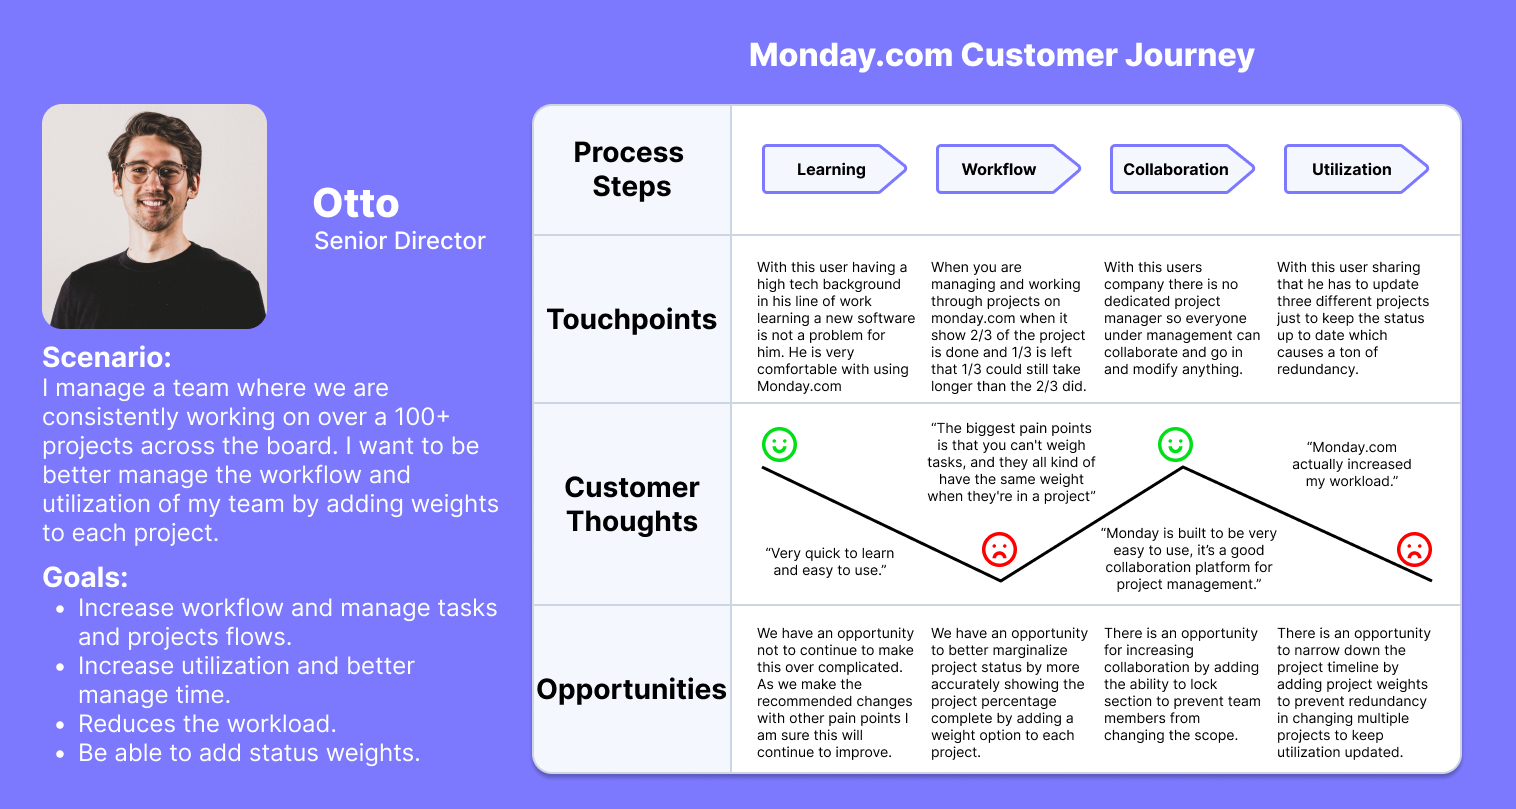 Monday.com Customer Journey
Otto
Senior Director
Scenario:
I manage a team where we are
consistently working on over a 100+
projects across the board. I want to be
better manage the workflow and
utilization of my team by adding weights
to each project.
Goals:
• Increase workflow and manage tasks
and projects flows.
• Increase utilization and better
manage time.
• Reduces the workload.
• Be able to add status weights.
Process
Steps
Learning
Workflow
Collaboration
Utilization
Touchpoints
With this user having a
high tech background
in his line of work
learning a new software
is not a problem for
him. He is very
comfortable with using
Monday.com
When you are
managing and working
through projects on
monday.com when it
show 2/3 of the project
is done and 1/3 is left
that 1/3 could still take
longer than the 2/3 did.
With this users
company there is no
dedicated project
manager so everyone
under management can
collaborate and go in
and modify anything.
With this user sharing
that he has to update
three different projects
just to keep the status
up to date which
causes a ton of
redundancy.
Customer
Thoughts
“Very quick to learn
and easy to use.”
“The biggest pain points
is that you can't weigh
tasks, and they all kind of
have the same weight
when they're in a project”
“Monday is built to be very
easy to use, it’s a good
collaboration platform for
project management.”
“Monday.com
actually increased
my workload.”
Opportunities
We have an opportunity
not to continue to make
this over complicated.
As we make the
recommended changes
with other pain points I
am sure this will
continue to improve.
We have an opportunity
to better marginalize
project status by more
accurately showing the
project percentage
complete by adding a
weight option to each
project.
There is an opportunity
for increasing
collaboration by adding
the ability to lock
section to prevent team
members from
changing the scope.
There is an opportunity
to narrow down the
project timeline by
adding project weights
to prevent redundancy
in changing multiple
projects to keep
utilization updated.